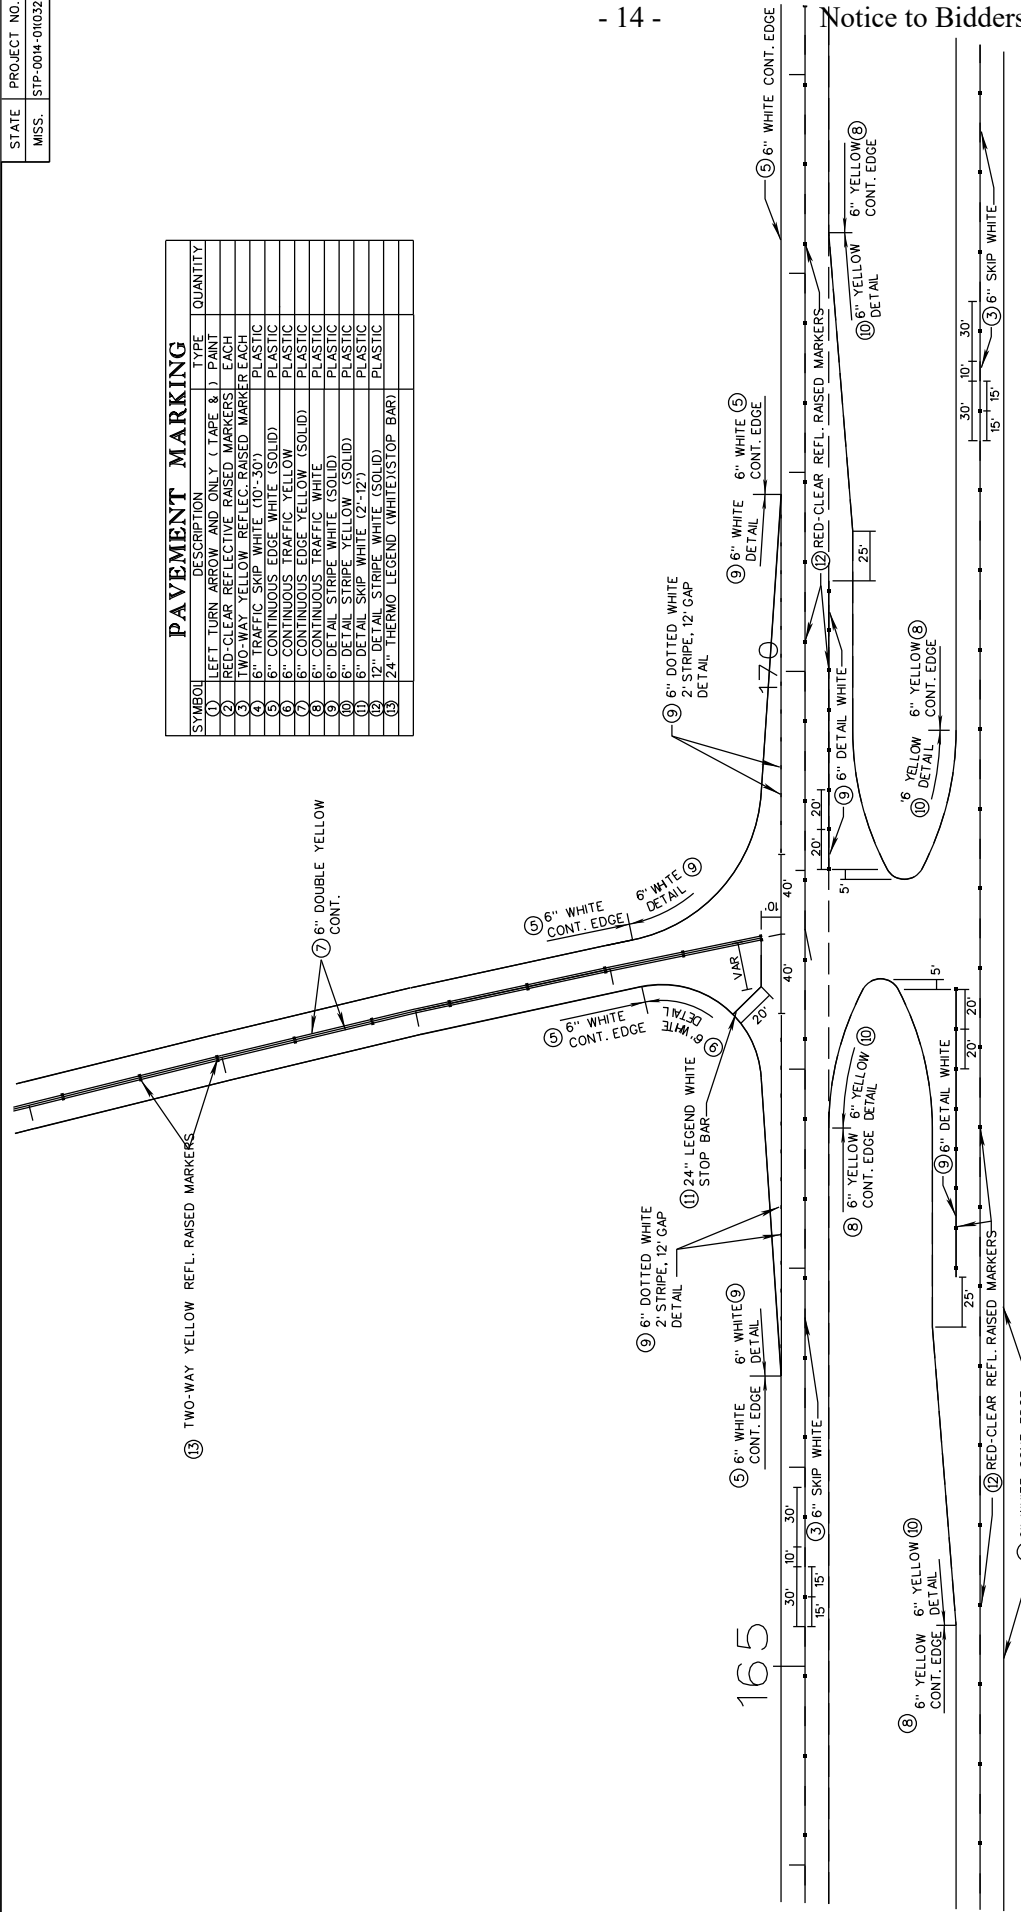 - 14 -
Notice to Bidders
STATE PROJECT NO.
MISS. STP-0014-01(032
PAVEMENT MARKING
SYMBOL DESCRIPTION TYPE QUANTITY
1 LEFT TURN ARROW AND ONLY ( TAPE & ) PAINT
2 RED-CLEAR REFLECTIVE RAISED MARKERS EACH
3 TWO-WAY YELLOW REFLEC. RAISED MARKER EACH
4 6" TRAFFIC SKIP WHITE (10'-30') PLASTIC
5 6" CONTINUOUS EDGE WHITE (SOLID) PLASTIC
6 6" CONTINUOUS TRAFFIC YELLOW PLASTIC
7 6" CONTINUOUS EDGE YELLOW (SOLID) PLASTIC
8 6" CONTINUOUS TRAFFIC WHITE PLASTIC
9 6" DETAIL STRIPE WHITE (SOLID) PLASTIC
10 6" DETAIL STRIPE YELLOW (SOLID) PLASTIC
11 6" DETAIL SKIP WHITE (2'-12') PLASTIC
12 12" DETAIL STRIPE WHITE (SOLID) PLASTIC
13 24" THERMO LEGEND (WHITE)(STOP BAR)
13 TWO-WAY YELLOW REFL. RAISED MARKERS
7 6" DOUBLE YELLOW
CONT.
5 6" WHITE
CONT. EDGE
6" WHITE 9
DETAIL
5 6" WHITE
CONT. EDGE
9 6" WHITE
DETAIL
VAR
20'
10'
40'
40'
11 24" LEGEND WHITE
STOP BAR
9 6" DOTTED WHITE
2' STRIPE, 12' GAP
DETAIL
9 6" DOTTED WHITE
2' STRIPE, 12' GAP
DETAIL
5 6" WHITE
CONT. EDGE
6" WHITE 9
DETAIL
9 6" WHITE
DETAIL
6" WHITE 5
CONT. EDGE
5 6" WHITE CONT. EDGE
165
170
30' 10' 30'
15' 15'
3 6" SKIP WHITE
12 RED-CLEAR REFL. RAISED MARKERS
20' 20'
5'
9 6" DETAIL WHITE
25'
10 6" YELLOW
DETAIL
6" YELLOW 8
CONT. EDGE
10 '6 YELLOW
DETAIL
6" YELLOW 8
CONT. EDGE
8 6" YELLOW
CONT. EDGE
6" YELLOW 10
DETAIL
5'
20' 20'
9 6" DETAIL WHITE
25'
30' 10' 30'
15' 15'
3 6" SKIP WHITE
12 RED-CLEAR REFL. RAISED MARKERS
8 6" YELLOW
CONT. EDGE
6" YELLOW 10
DETAIL